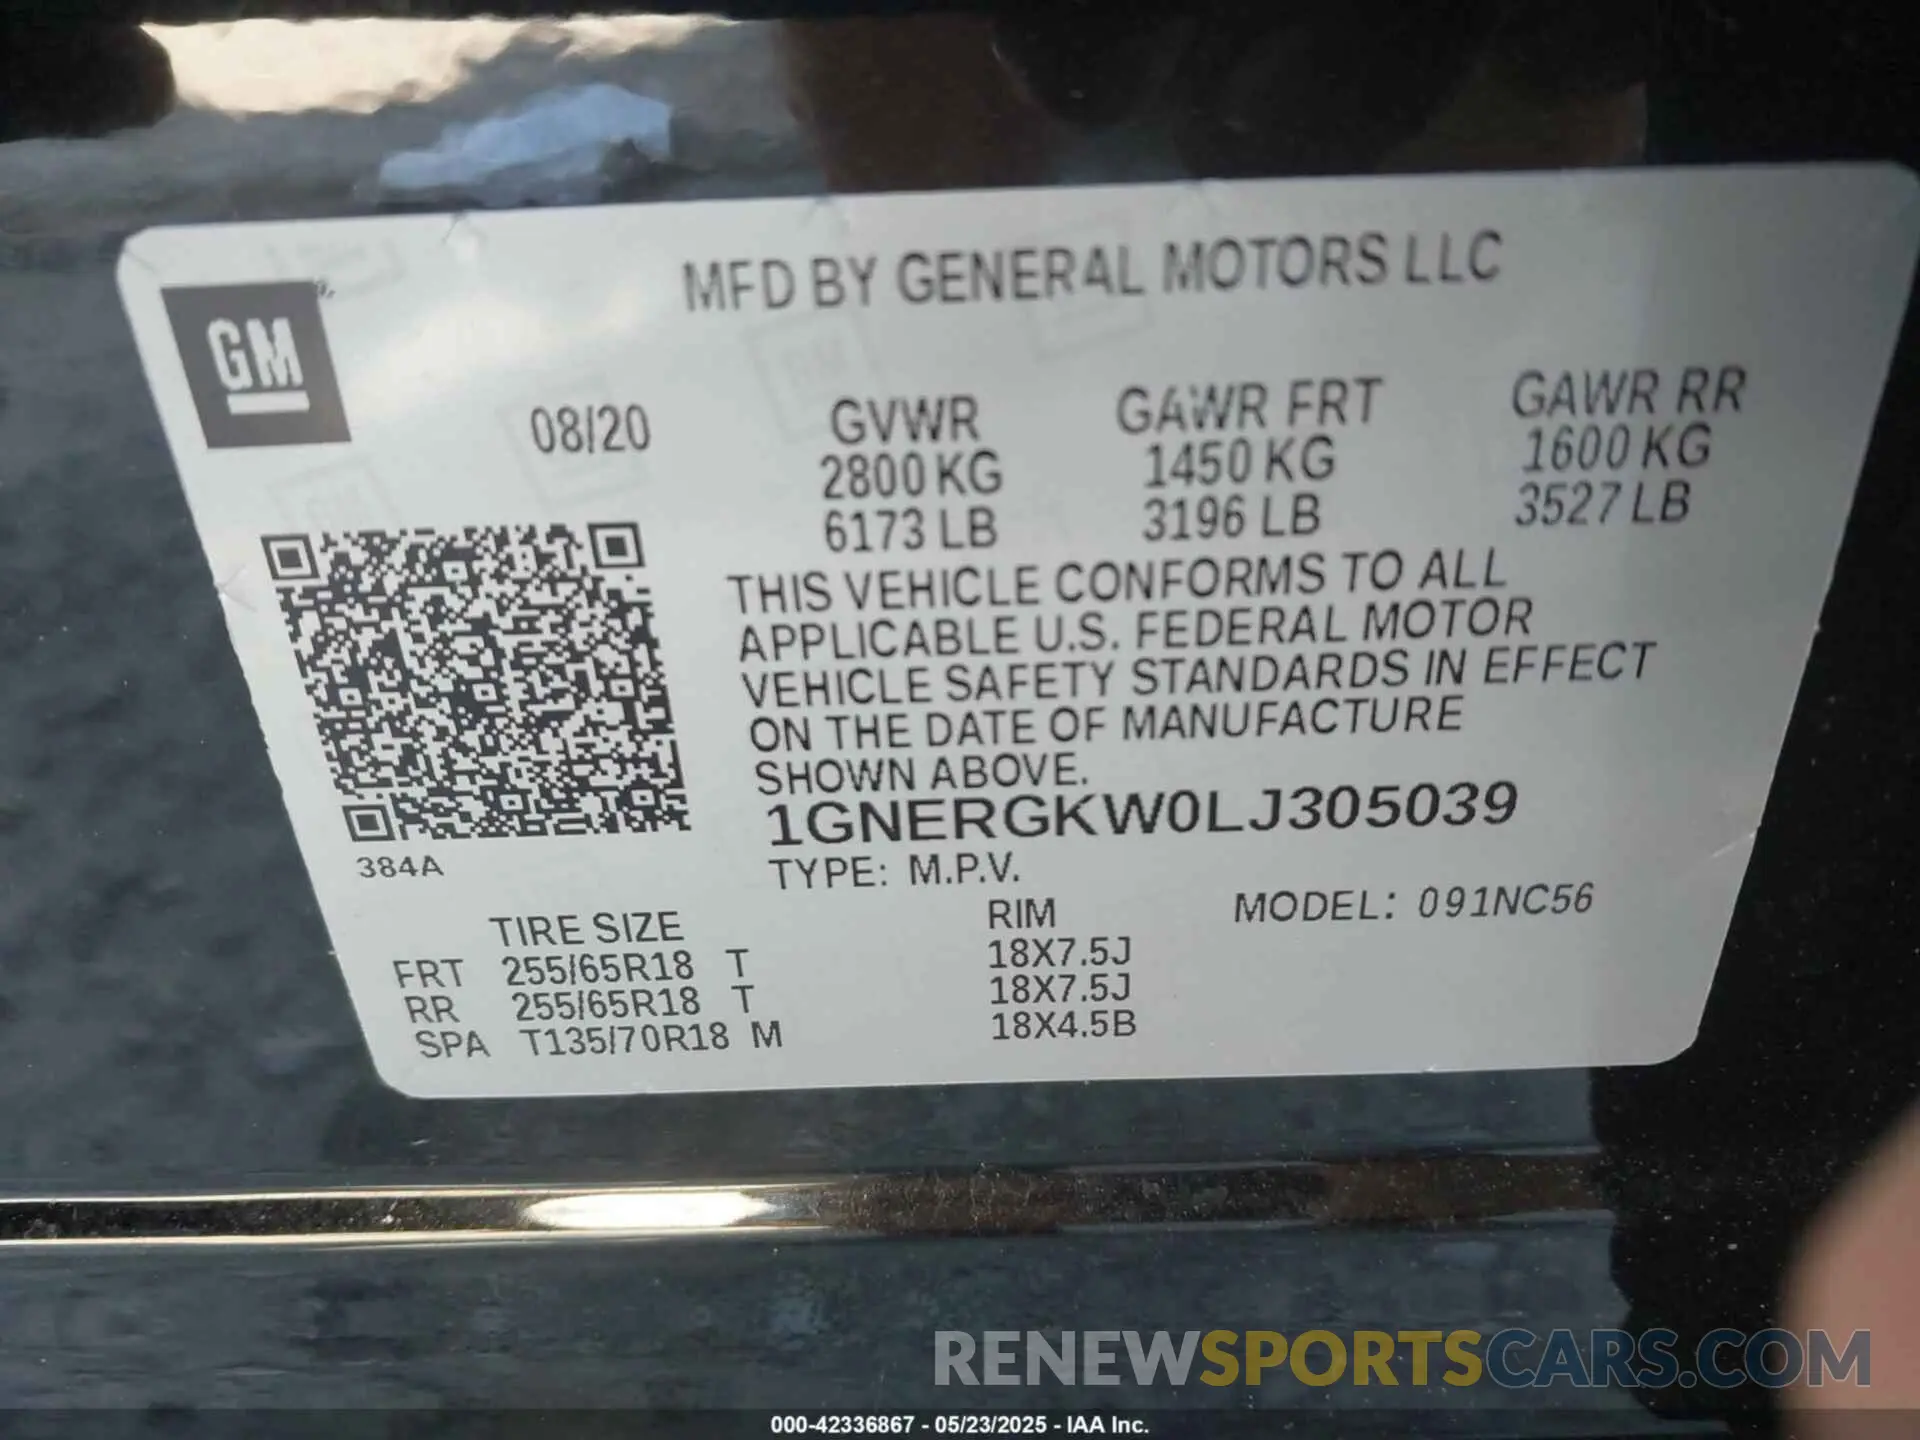 MFD BY GENERAL MOTORS LLC
GM
08/20
GVWR GAWR FRT GAWR RR
2800 KG 1450 KG 1600 KG
6173 LB 3196 LB 3527 LB
THIS VEHICLE CONFORMS TO ALL
APPLICABLE U.S. FEDERAL MOTOR
VEHICLE SAFETY STANDARDS IN EFFECT
ON THE DATE OF MANUFACTURE
SHOWN ABOVE.
1GNERGKW0LJ305039
384A
TYPE: M.P.V.
MODEL: 091NC56
TIRE SIZE RIM
FRT 255/65R18 T 18X7.5J
RR 255/65R18 T 18X7.5J
SPA T135/70R18 M 18X4.5B
RENEWSPORTSCARS.COM
000-42336867 - 05/23/2025 - IAA Inc.